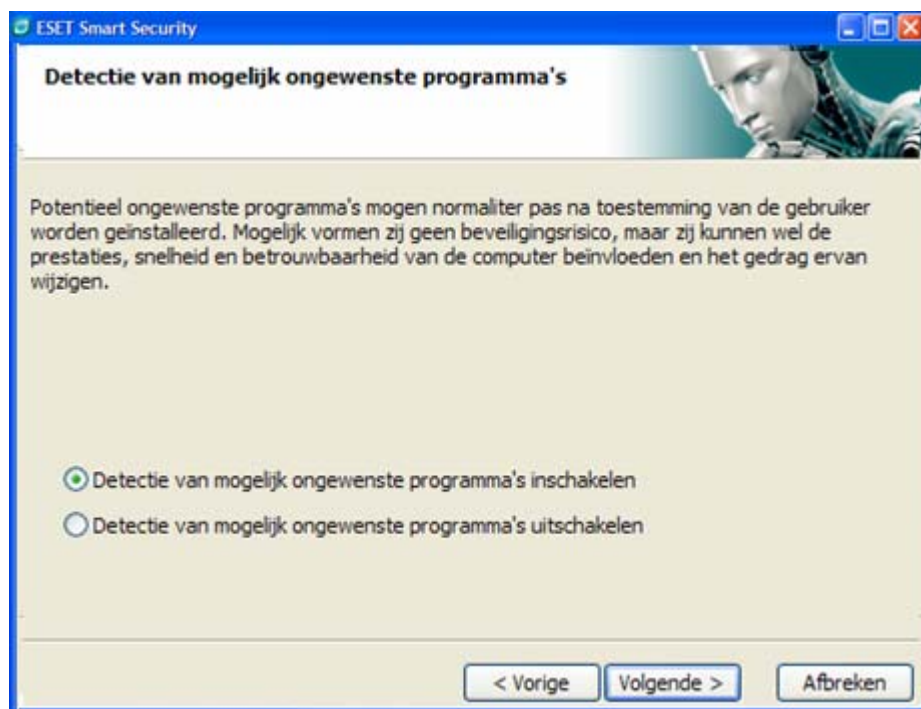 ESET Smart Security
Detectie van mogelijk ongewenste programma's
Potentieel ongewenste programma's mogen normaliter pas na toestemming van de gebruiker
worden geïnstalleerd. Mogelijk vormen zij geen beveiligingsrisico, maar zij kunnen wel de
prestaties, snelheid en betrouwbaarheid van de computer beïnvloeden en het gedrag ervan
wijzigen.
Detectie van mogelijk ongewenste programma's inschakelen
Detectie van mogelijk ongewenste programma's uitschakelen
< Vorige
Volgende >
Afbreken